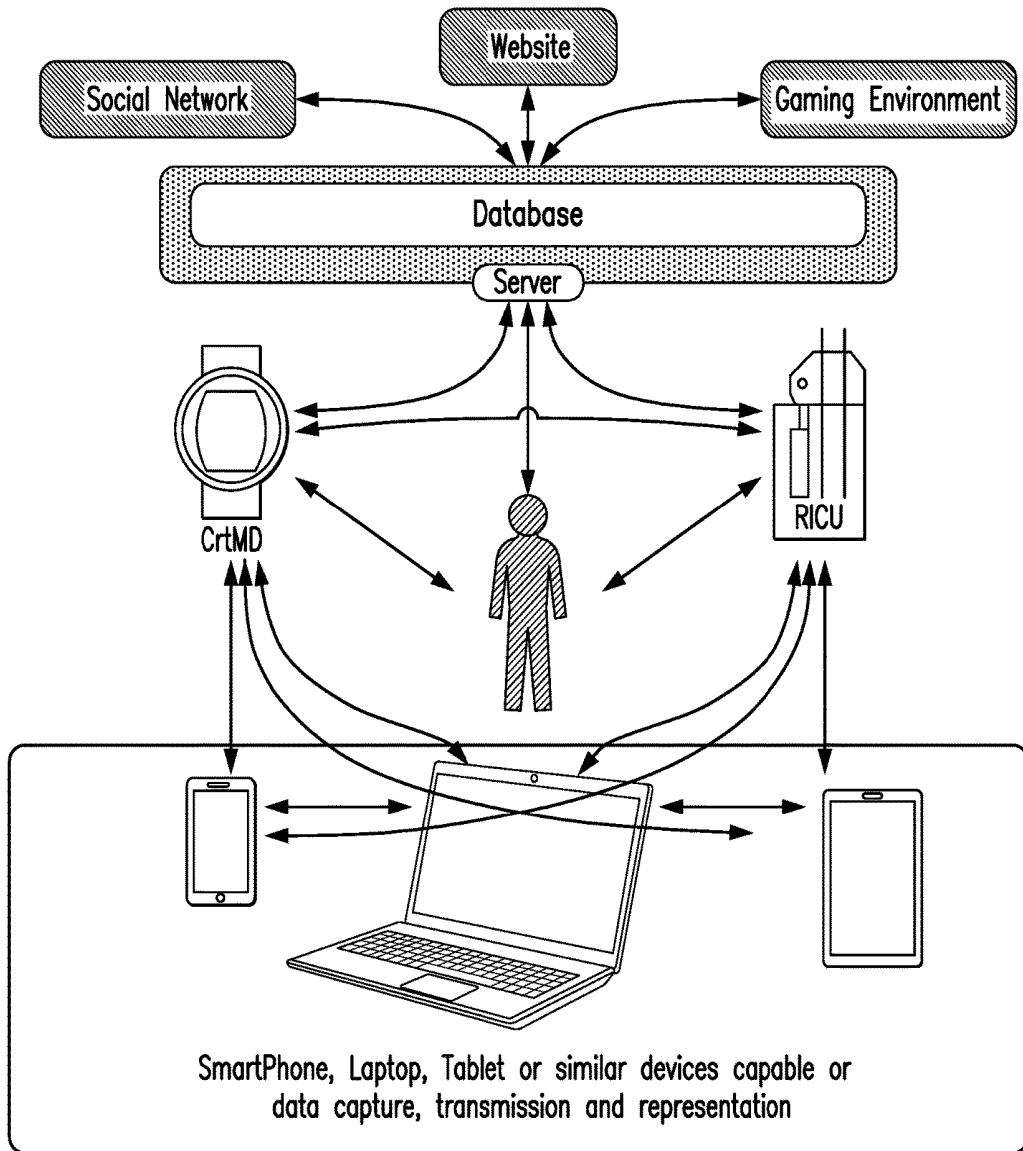 Website
Social Network
Gaming Environment
Database
Server
CrtMD
RICU
SmartPhone, Laptop, Tablet or similar devices capable or
data capture, transmission and representation